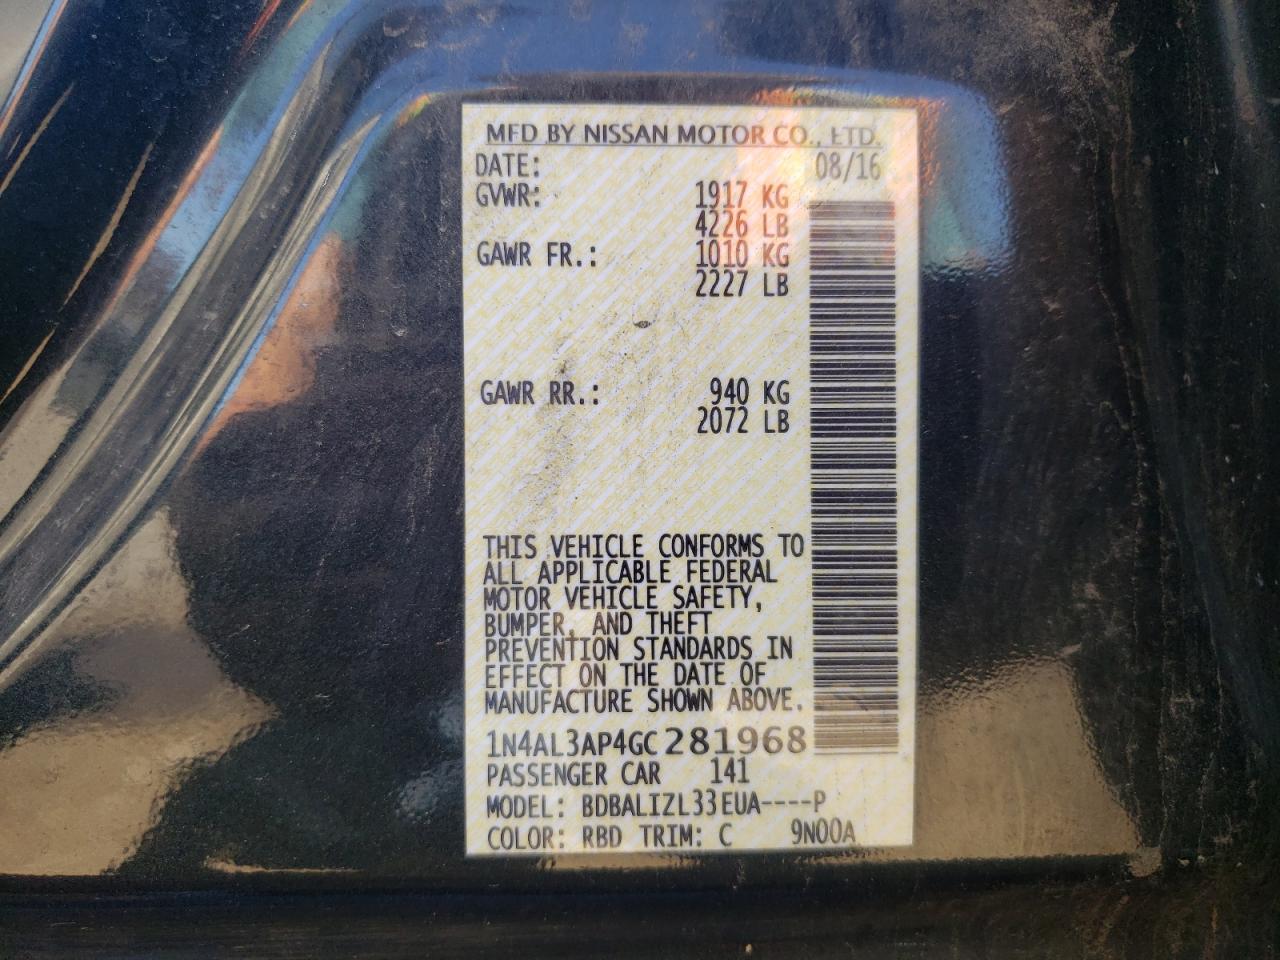 MFD BY NISSAN MOTOR CO., LTD.
DATE: 08/16
GVWR: 1917 KG
4226 LB
GAWR FR.: 1010 KG
2227 LB
GAWR RR.: 940 KG
2072 LB
THIS VEHICLE CONFORMS TO
ALL APPLICABLE FEDERAL
MOTOR VEHICLE SAFETY,
BUMPER, AND THEFT
PREVENTION STANDARDS IN
EFFECT ON THE DATE OF
MANUFACTURE SHOWN ABOVE.
1N4AL3AP4GC281968
PASSENGER CAR 141
MODEL: BDBALIZL33EUA----P
COLOR: RBD TRIM: C 9N00A